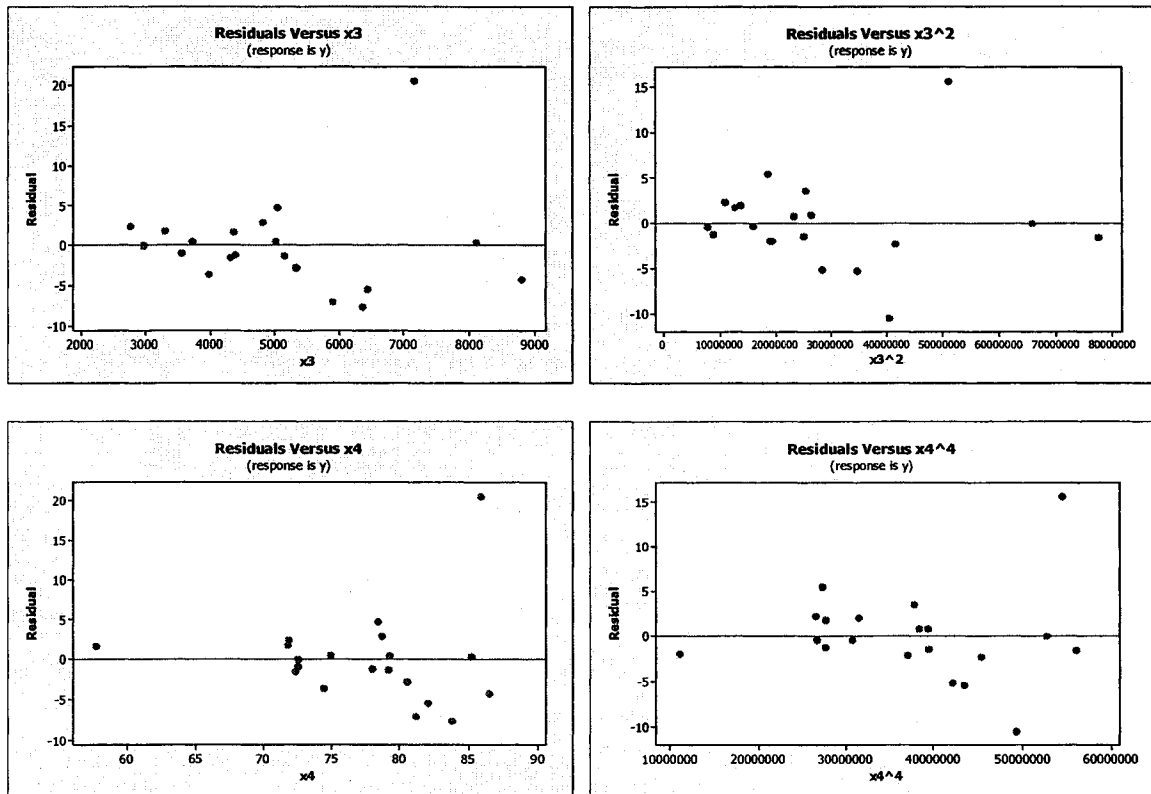 Residuals Versus x3
(response is y)
20
15
10
5
0
-5
-10
Residual
2000 3000 4000 5000 6000 7000 8000 9000
x3
Residuals Versus x3^2
(response is y)
15
10
5
0
-5
-10
Residual
0 10000000 20000000 30000000 40000000 50000000 60000000 70000000 80000000
x3^2
Residuals Versus x4
(response is y)
20
15
10
5
0
-5
-10
Residual
60 65 70 75 80 85 90
x4
Residuals Versus x4^4
(response is y)
15
10
5
0
-5
-10
Residual
10000000 20000000 30000000 40000000 50000000 60000000
x4^4